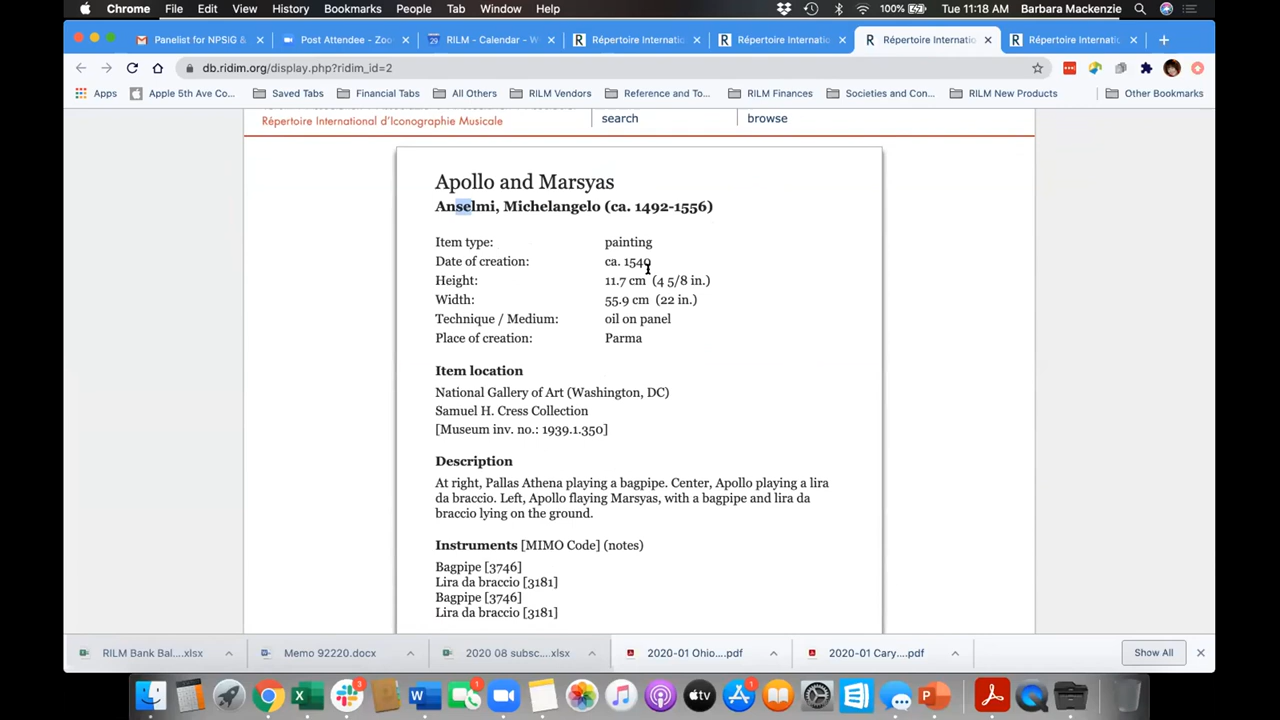 Chrome File Edit View History Bookmarks People Tab Window Help 100% Tue 11:18 AM Barbara Mackenzie
Panelist for NPSIG & Post Attendee - Zoo RILM - Calendar - W Répertoire Internatio Répertoire Internatio Répertoire Internatio Répertoire Internatio
db.ridim.org/display.php?ridim_id=2
Apps Apple 5th Ave Co... Saved Tabs Financial Tabs All Others RILM Vendors Reference and To... RILM Finances Societies and Con... RILM New Products Other Bookmarks
Répertoire International d'Iconographie Musicale search browse
Apollo and Marsyas
Anselmi, Michelangelo (ca. 1492-1556)
Item type: painting
Date of creation: ca. 1540
Height: 11.7 cm (4 5/8 in.)
Width: 55.9 cm (22 in.)
Technique / Medium: oil on panel
Place of creation: Parma
Item location
National Gallery of Art (Washington, DC)
Samuel H. Cress Collection
[Museum inv. no.: 1939.1.350]
Description
At right, Pallas Athena playing a bagpipe. Center, Apollo playing a lira
da braccio. Left, Apollo flaying Marsyas, with a bagpipe and lira da
braccio lying on the ground.
Instruments [MIMO Code] (notes)
Bagpipe [3746]
Lira da braccio [3181]
Bagpipe [3746]
Lira da braccio [3181]
RILM Bank Bal....xlsx Memo 92220.docx 2020 08 subsc....xlsx 2020-01 Ohio....pdf 2020-01 Cary....pdf Show All